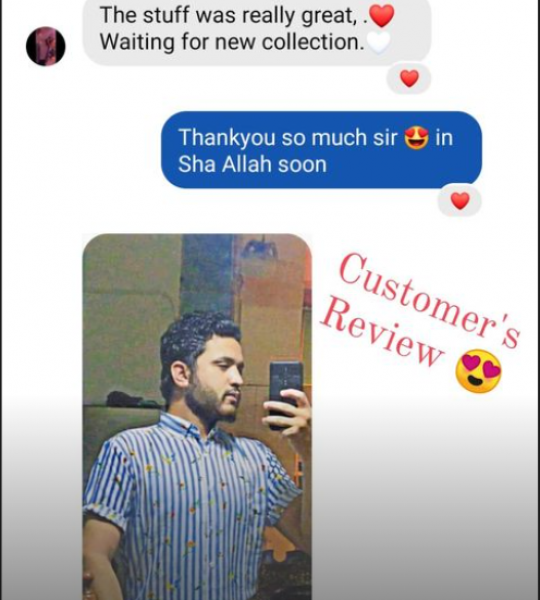 The stuff was really great, .❤️
Waiting for new collection.🤍
Thankyou so much sir 😍 in
Sha Allah soon
Customer's
Review 😍